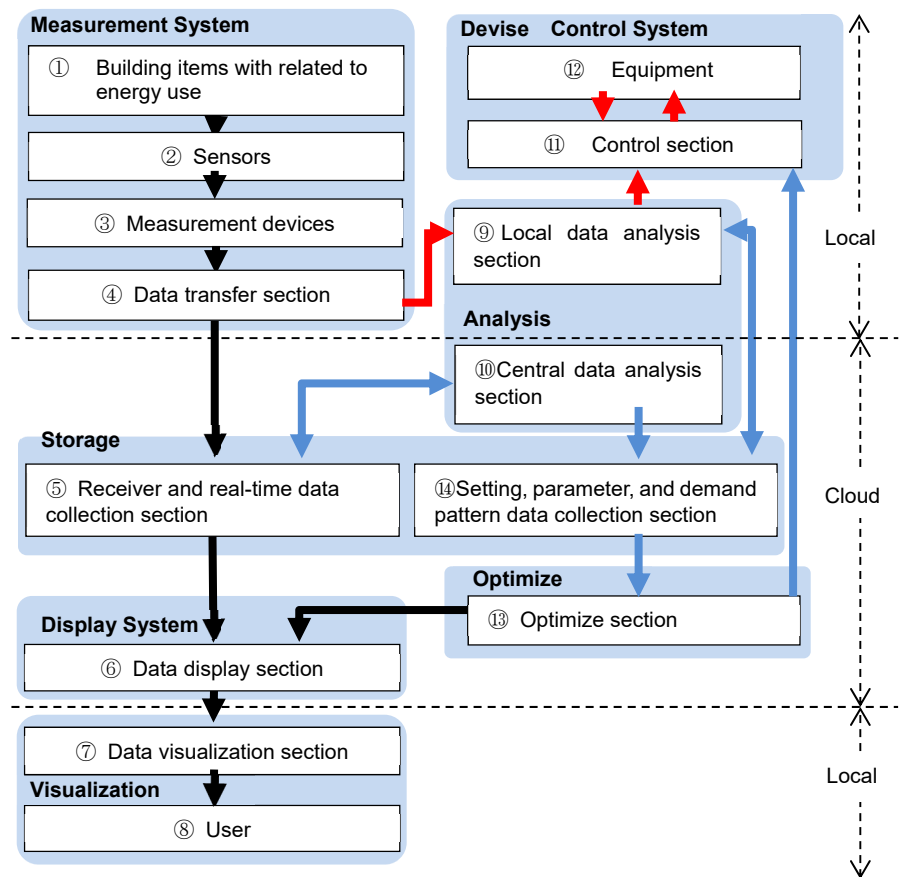 Measurement System
① Building items with related to
energy use
② Sensors
③ Measurement devices
④ Data transfer section
Devise Control System
⑫ Equipment
⑪ Control section
⑨ Local data analysis
section
Analysis
Local
⑩Central data analysis
section
Storage
⑤ Receiver and real-time data
collection section
⑭Setting, parameter, and demand
pattern data collection section
Cloud
Optimize
⑬ Optimize section
Display System
⑥ Data display section
⑦ Data visualization section
Visualization
⑧ User
Local